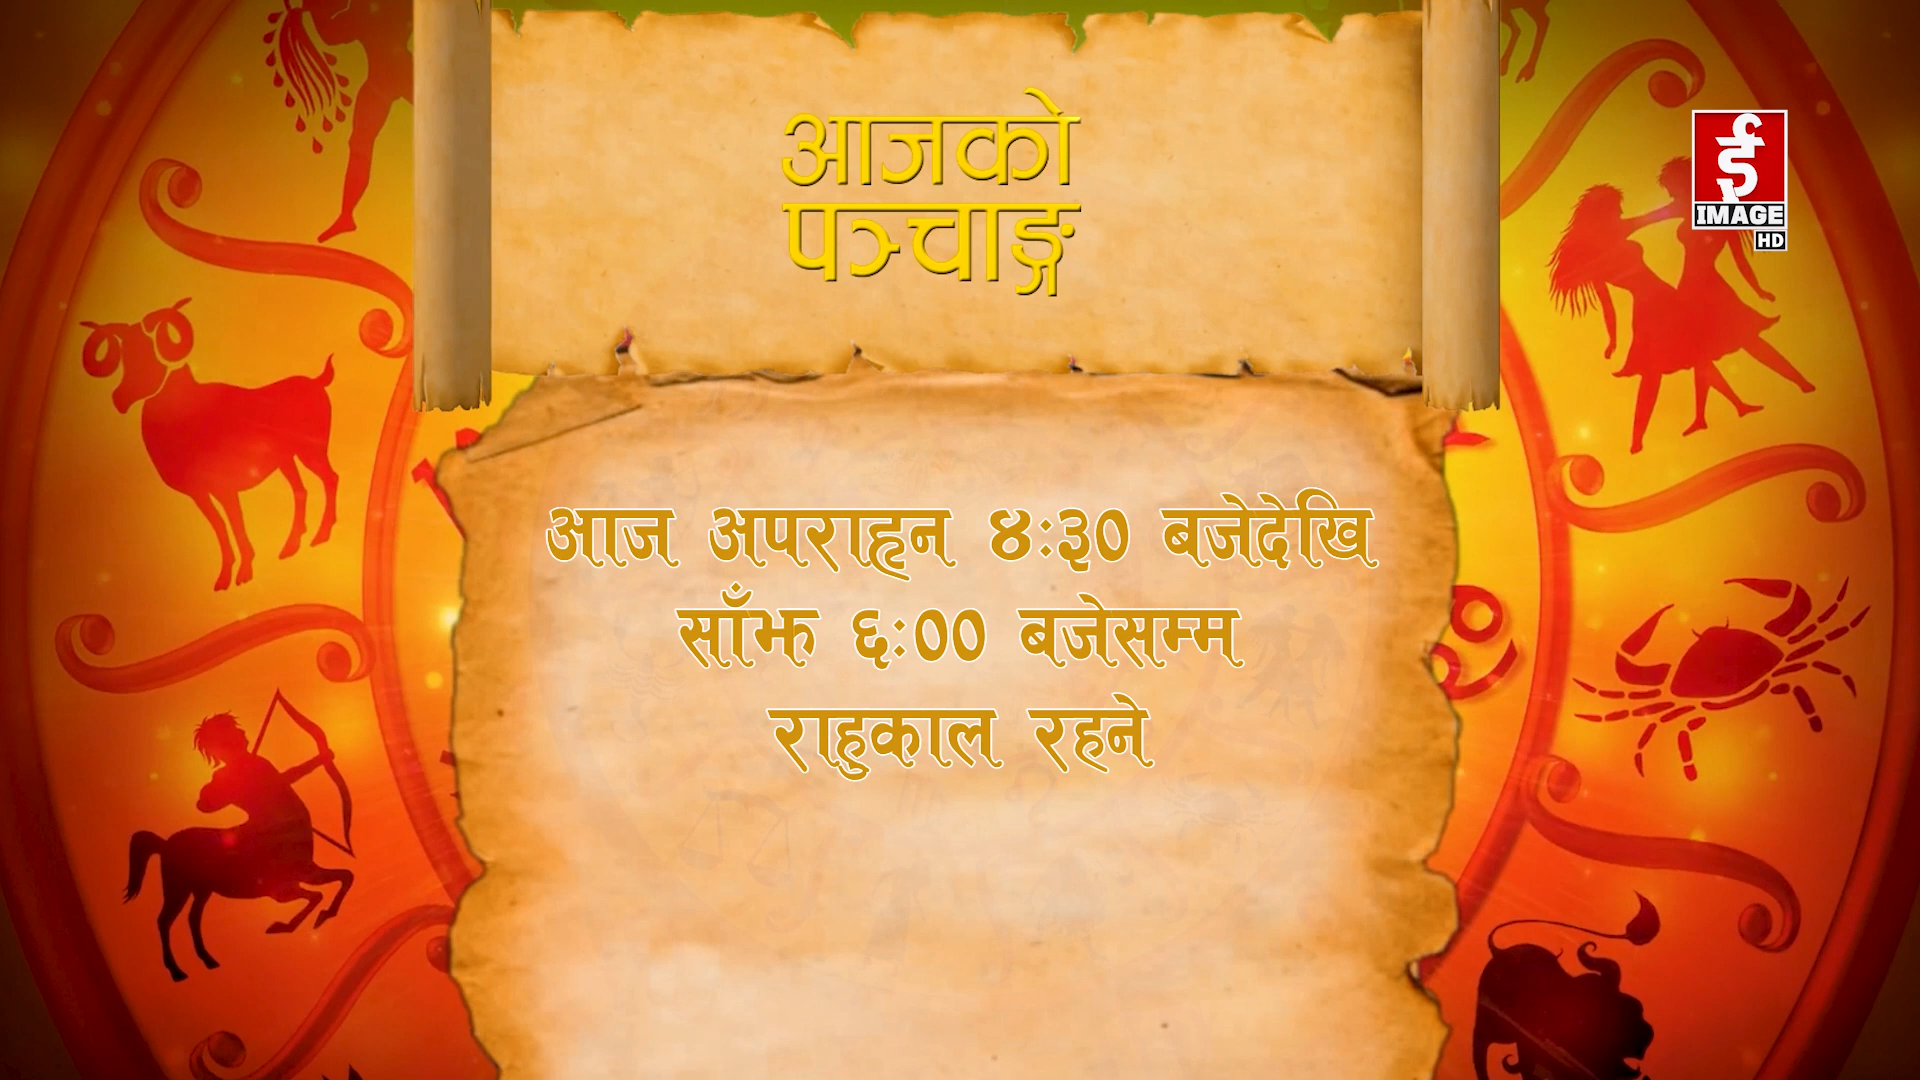 आजको
पञ्चाङ्ग
ई
IMAGE
HD
आज अपराह्न ४:३० बजेदेखि
साँझ ६:०० बजेसम्म
राहुकाल रहने